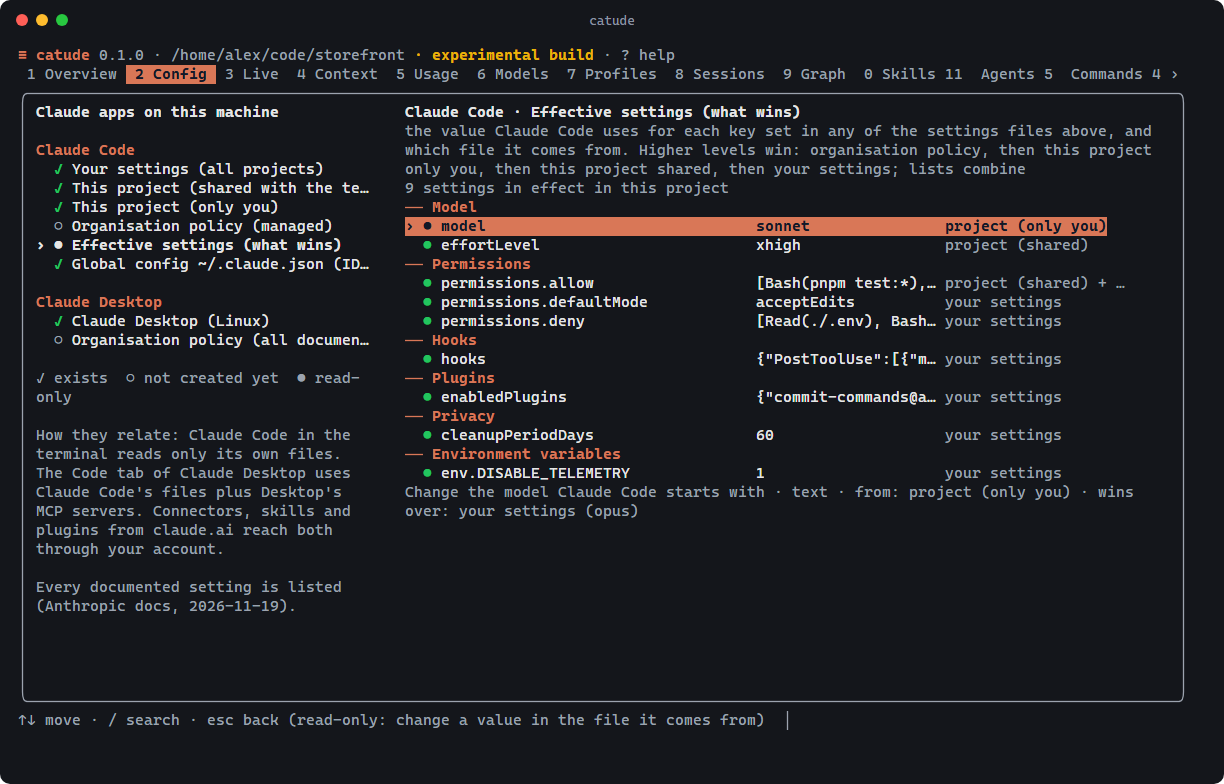 catude
≡ catude 0.1.0 · /home/alex/code/storefront · experimental build · ? help
1 Overview 2 Config 3 Live 4 Context 5 Usage 6 Models 7 Profiles 8 Sessions 9 Graph 0 Skills 11 Agents 5 Commands 4 ›
Claude apps on this machine
Claude Code
✓ Your settings (all projects)
✓ This project (shared with the te…
✓ This project (only you)
○ Organisation policy (managed)
› ● Effective settings (what wins)
✓ Global config ~/.claude.json (ID…
Claude Desktop
✓ Claude Desktop (Linux)
○ Organisation policy (all documen…
✓ exists ○ not created yet ● read-
only
How they relate: Claude Code in the
terminal reads only its own files.
The Code tab of Claude Desktop uses
Claude Code's files plus Desktop's
MCP servers. Connectors, skills and
plugins from claude.ai reach both
through your account.
Every documented setting is listed
(Anthropic docs, 2026-11-19).
Claude Code · Effective settings (what wins)
the value Claude Code uses for each key set in any of the settings files above, and
which file it comes from. Higher levels win: organisation policy, then this project
only you, then this project shared, then your settings; lists combine
9 settings in effect in this project
── Model
› ● model sonnet project (only you)
● effortLevel xhigh project (shared)
── Permissions
● permissions.allow [Bash(pnpm test:*),… project (shared) + …
● permissions.defaultMode acceptEdits your settings
● permissions.deny [Read(./.env), Bash… your settings
── Hooks
● hooks {"PostToolUse":[{"m… your settings
── Plugins
● enabledPlugins {"commit-commands@a… your settings
── Privacy
● cleanupPeriodDays 60 your settings
── Environment variables
● env.DISABLE_TELEMETRY 1 your settings
Change the model Claude Code starts with · text · from: project (only you) · wins
over: your settings (opus)
↑↓ move · / search · esc back (read-only: change a value in the file it comes from)